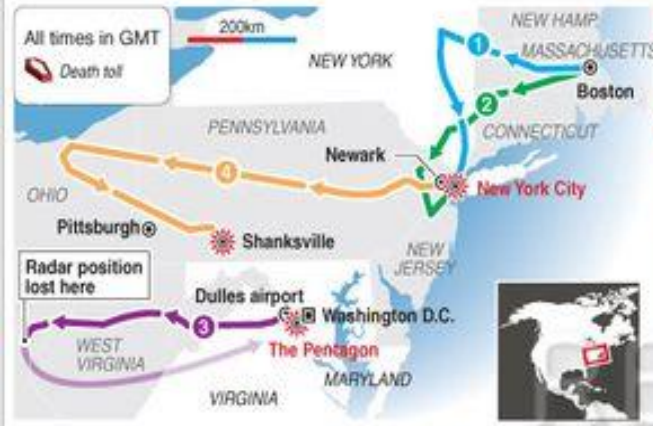 All times in GMT
Death toll
200km
NEW YORK
NEW HAMP.
MASSACHUSETTS
1
Boston
2
CONNECTICUT
PENNSYLVANIA
Newark
4
New York City
OHIO
Pittsburgh
Shanksville
NEW
JERSEY
Radar position
lost here
Dulles airport
3
Washington D.C.
WEST
VIRGINIA
The Pentagon
MARYLAND
VIRGINIA